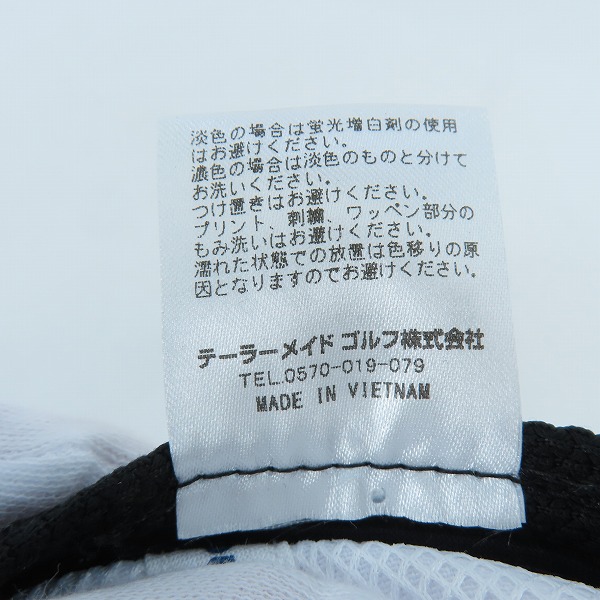 淡色の場合は蛍光増白剤の使用
はお避けください。
濃色の場合は淡色のものと分けて
お洗いください。
つけ置きはお避けください。
プリント、刺繍、ワッペン部分の
もみ洗いはお避けください。
濡れた状態での放置は色移りの原
因となりますのでお避けください。
テーラーメイド ゴルフ株式会社
TEL.0570-019-079
MADE IN VIETNAM